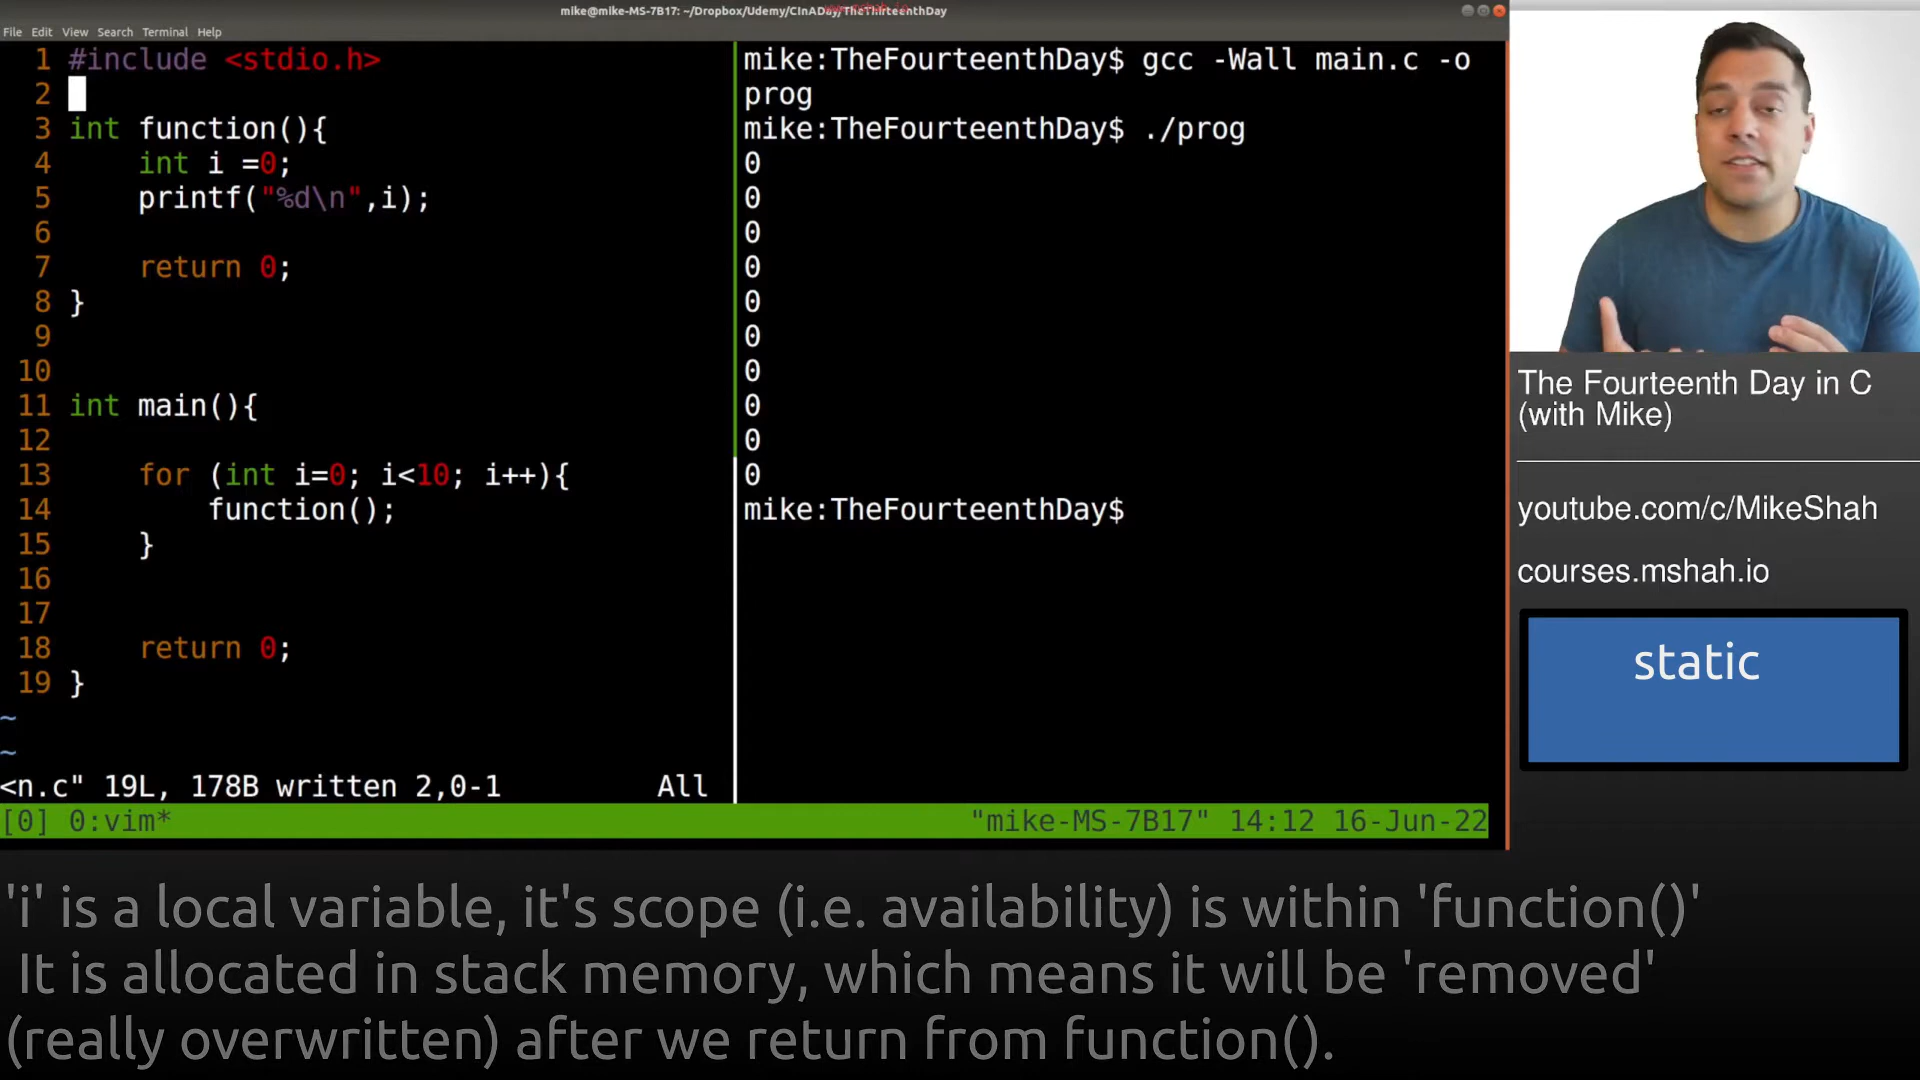 mike@mike-MS-7B17: ~/Dropbox/Udemy/CInADay/TheThirteenthDay
File Edit View Search Terminal Help
1 #include <stdio.h>
2
3 int function(){
4 int i =0;
5 printf("%d\n",i);
6
7 return 0;
8 }
9
10
11 int main(){
12
13 for (int i=0; i<10; i++){
14 function();
15 }
16
17
18 return 0;
19 }
~
~
<n.c" 19L, 178B written 2,0-1 All
mike:TheFourteenthDay$ gcc -Wall main.c -o
prog
mike:TheFourteenthDay$ ./prog
0
0
0
0
0
0
0
0
0
0
mike:TheFourteenthDay$
[0] 0:vim* "mike-MS-7B17" 14:12 16-Jun-22
The Fourteenth Day in C
(with Mike)
youtube.com/c/MikeShah
courses.mshah.io
static
'i' is a local variable, it's scope (i.e. availability) is within 'function()'
It is allocated in stack memory, which means it will be 'removed'
(really overwritten) after we return from function().